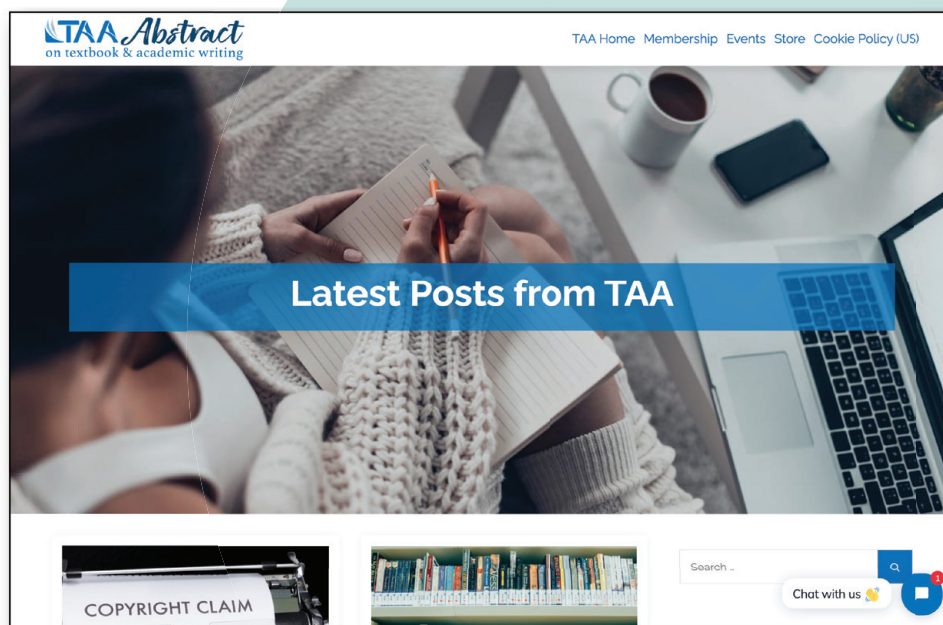 TAA Abstract
on textbook & academic writing
TAA Home Membership Events Store Cookie Policy (US)
Latest Posts from TAA
COPYRIGHT CLAIM
Search ..
Chat with us
1